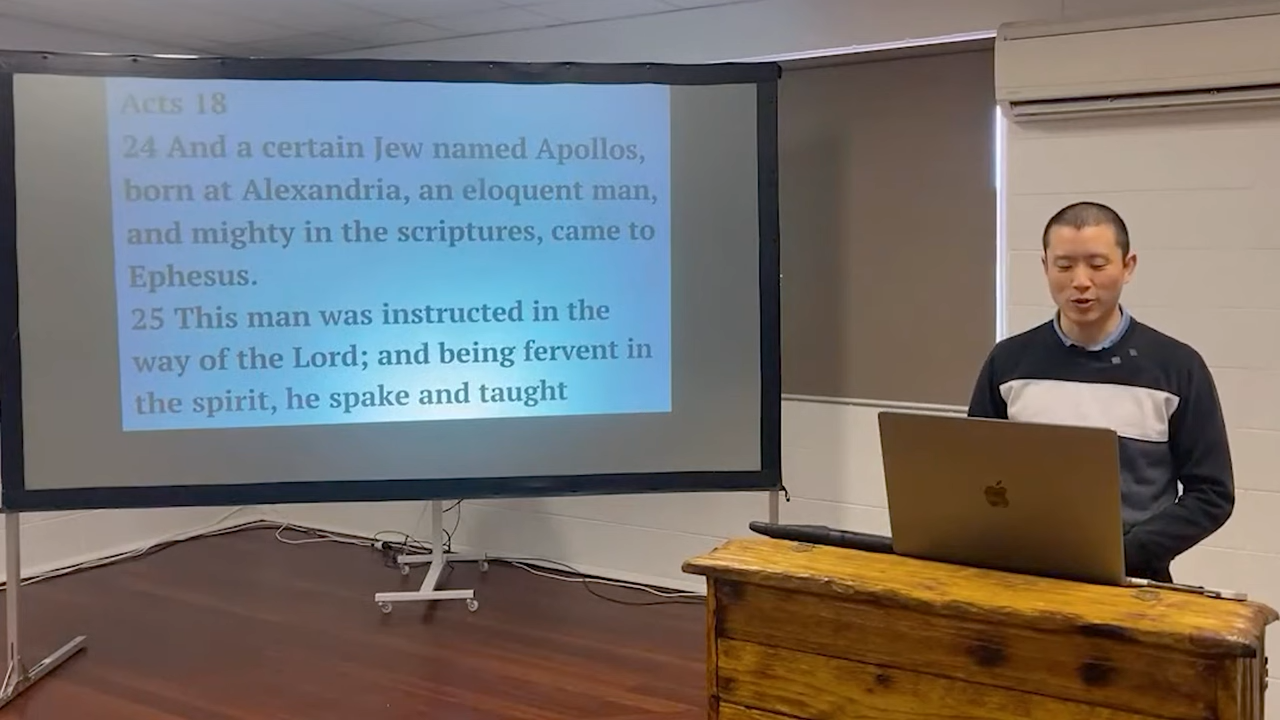 Acts 18
24 And a certain Jew named Apollos,
born at Alexandria, an eloquent man,
and mighty in the scriptures, came to
Ephesus.
25 This man was instructed in the
way of the Lord; and being fervent in
the spirit, he spake and taught